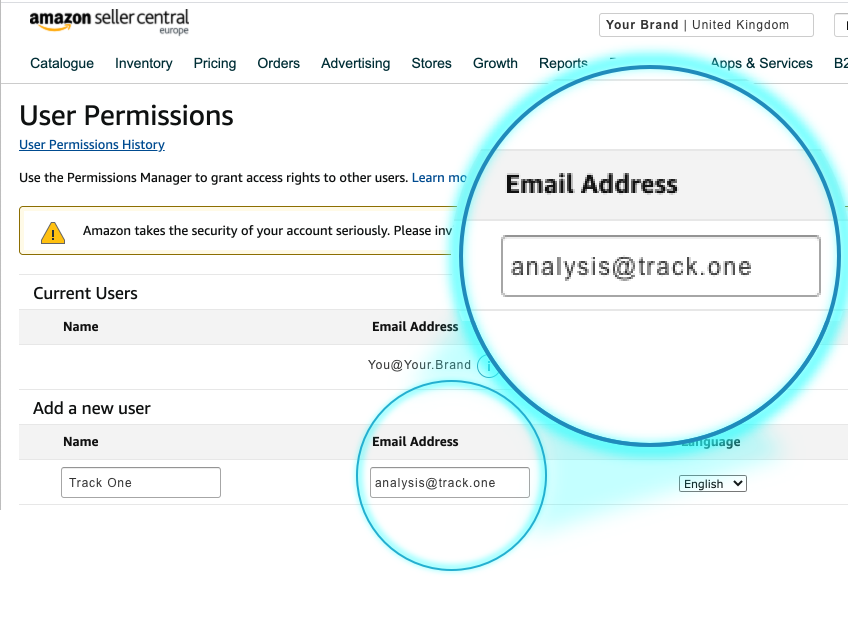 amazon seller central
europe
Your Brand | United Kingdom
Catalogue Inventory Pricing Orders Advertising Stores Growth Reports Apps & Services B2
User Permissions
User Permissions History
Use the Permissions Manager to grant access rights to other users. Learn mo
Email Address
Amazon takes the security of your account seriously. Please inv
analysis@track.one
Current Users
Name Email Address
You@Your.Brand i
Add a new user
Name Email Address Language
Track One analysis@track.one English